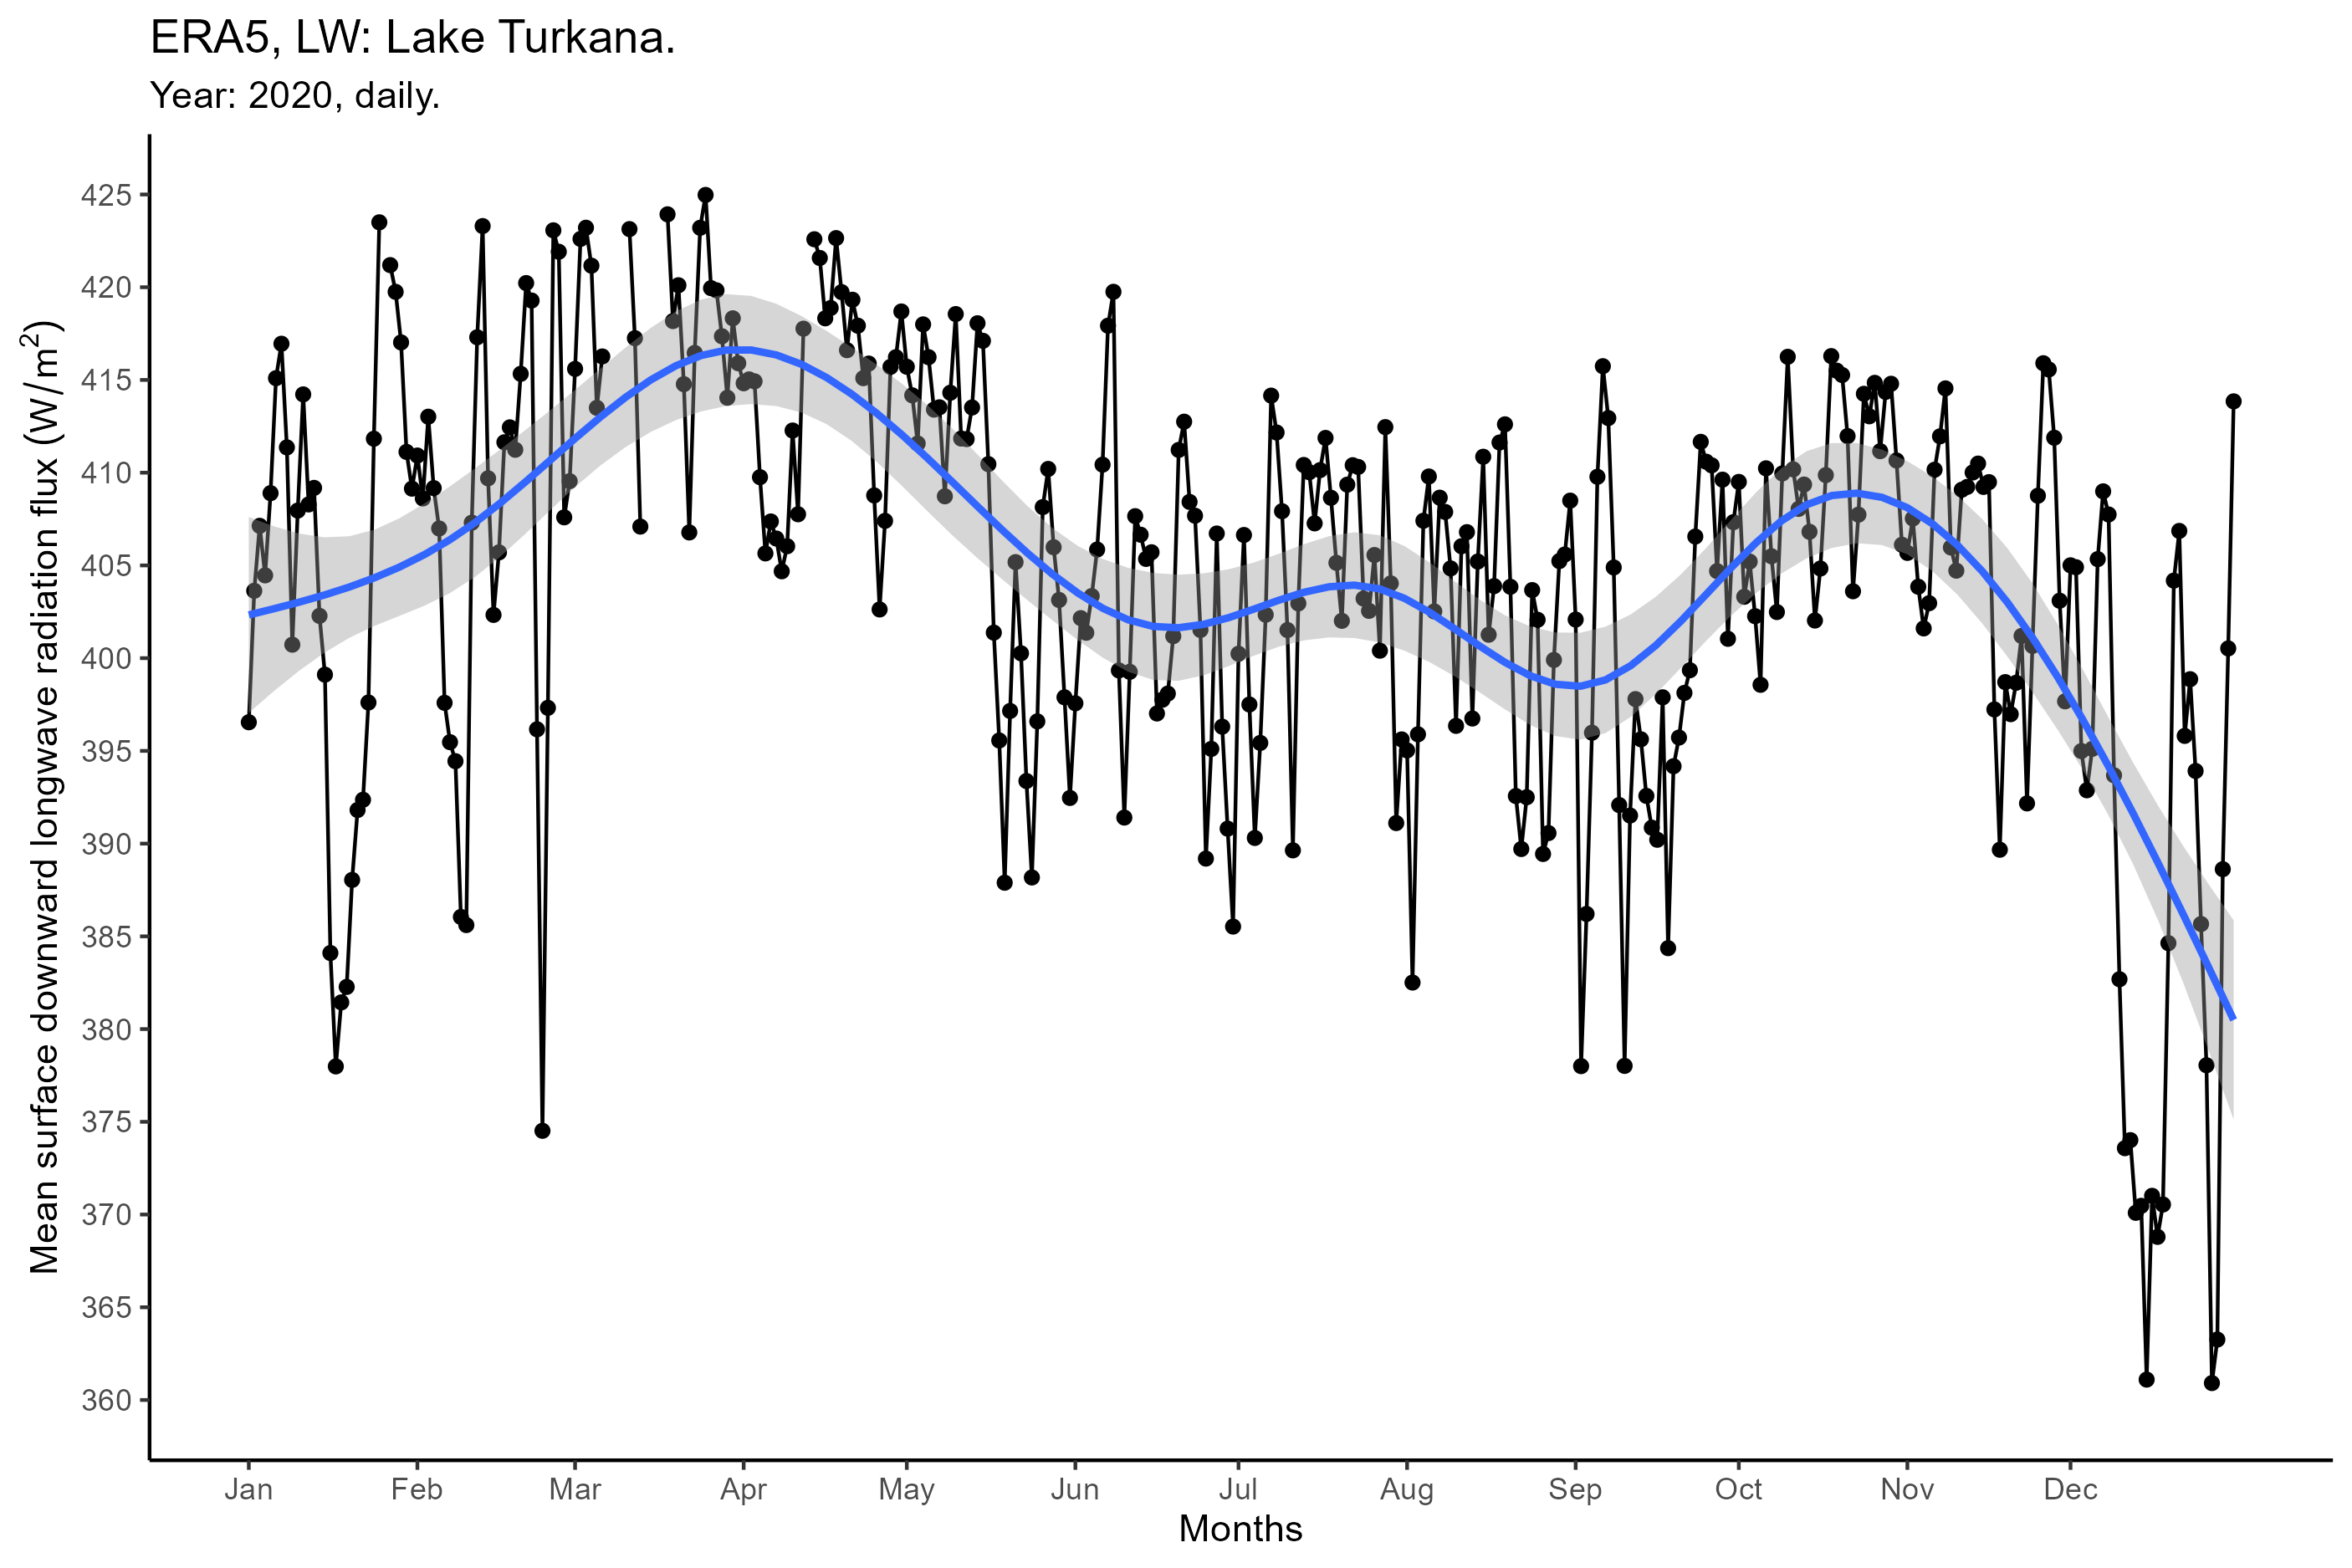 ERA5, LW: Lake Turkana.
Year: 2020, daily.
Mean surface downward longwave radiation flux (W/m²)
425
420
415
410
405
400
395
390
385
380
375
370
365
360
Jan Feb Mar Apr May Jun Jul Aug Sep Oct Nov Dec
Months